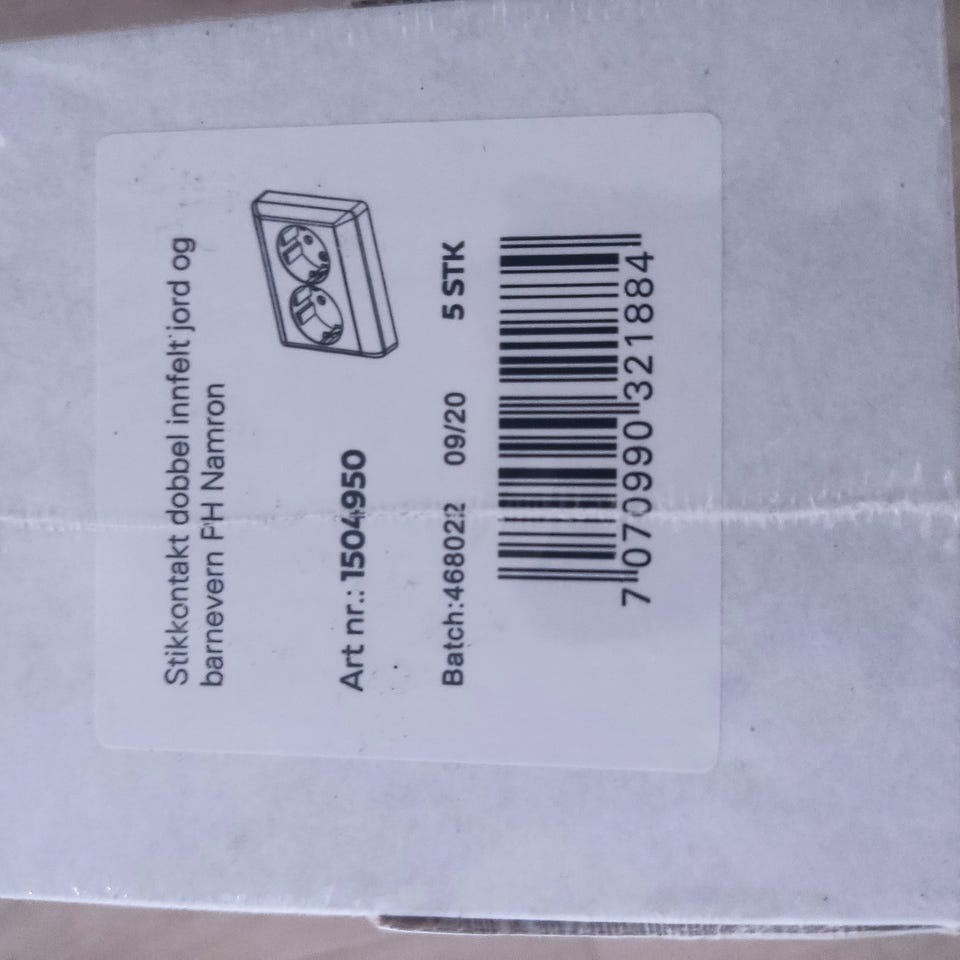 Stikkontakt dobbel innfelt jord og
barnevern PH Namron
Art nr.: 1504950
Batch:468022 09/20 5 STK
7 070990 321884